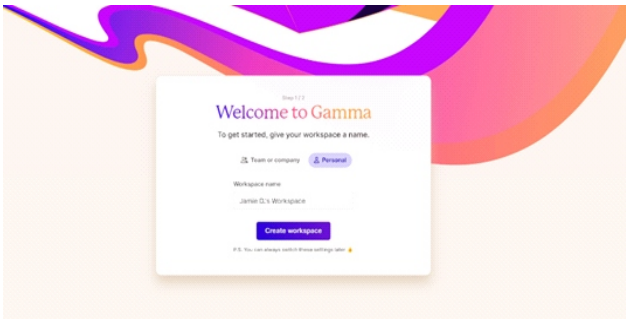 Step 1 / 3
Welcome to Gamma
To get started, give your workspace a name.
Team or company Personal
Workspace name
Jamie G.'s Workspace
Create workspace
P.S. You can always switch these settings later 👍